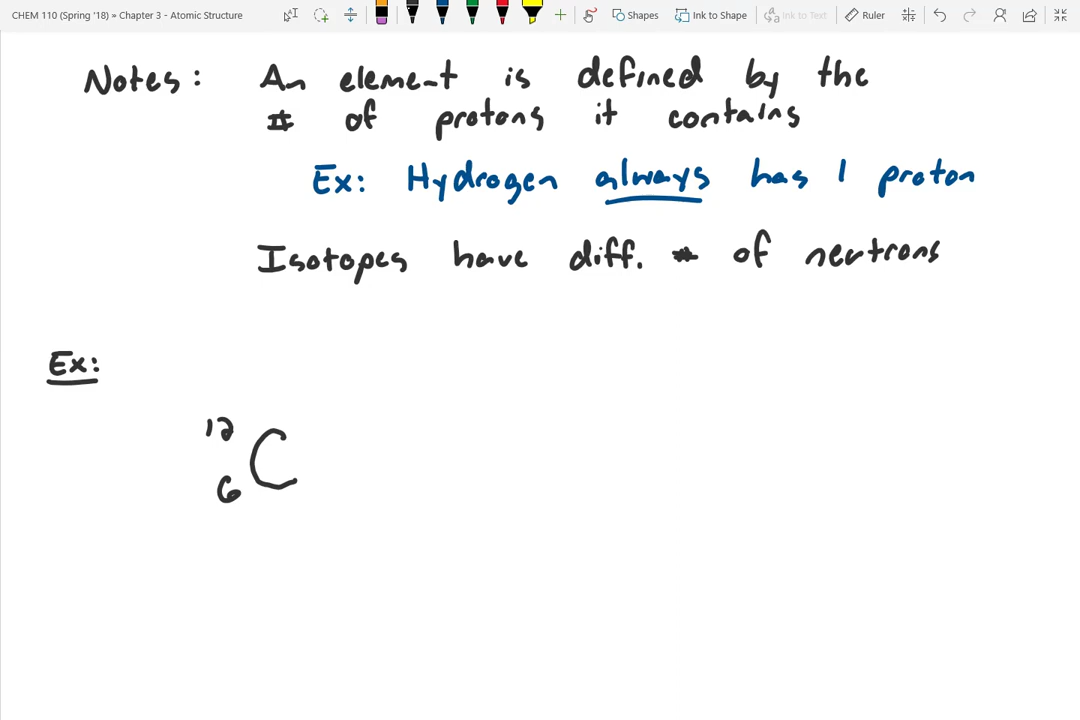 CHEM 110 (Spring '18) » Chapter 3 - Atomic Structure
Shapes Ink to Shape Ink to Text Ruler
Notes: An element is defined by the
# of protons it contains
Ex: Hydrogen always has 1 proton
Isotopes have diff. # of neutrons
Ex:
12
C
6